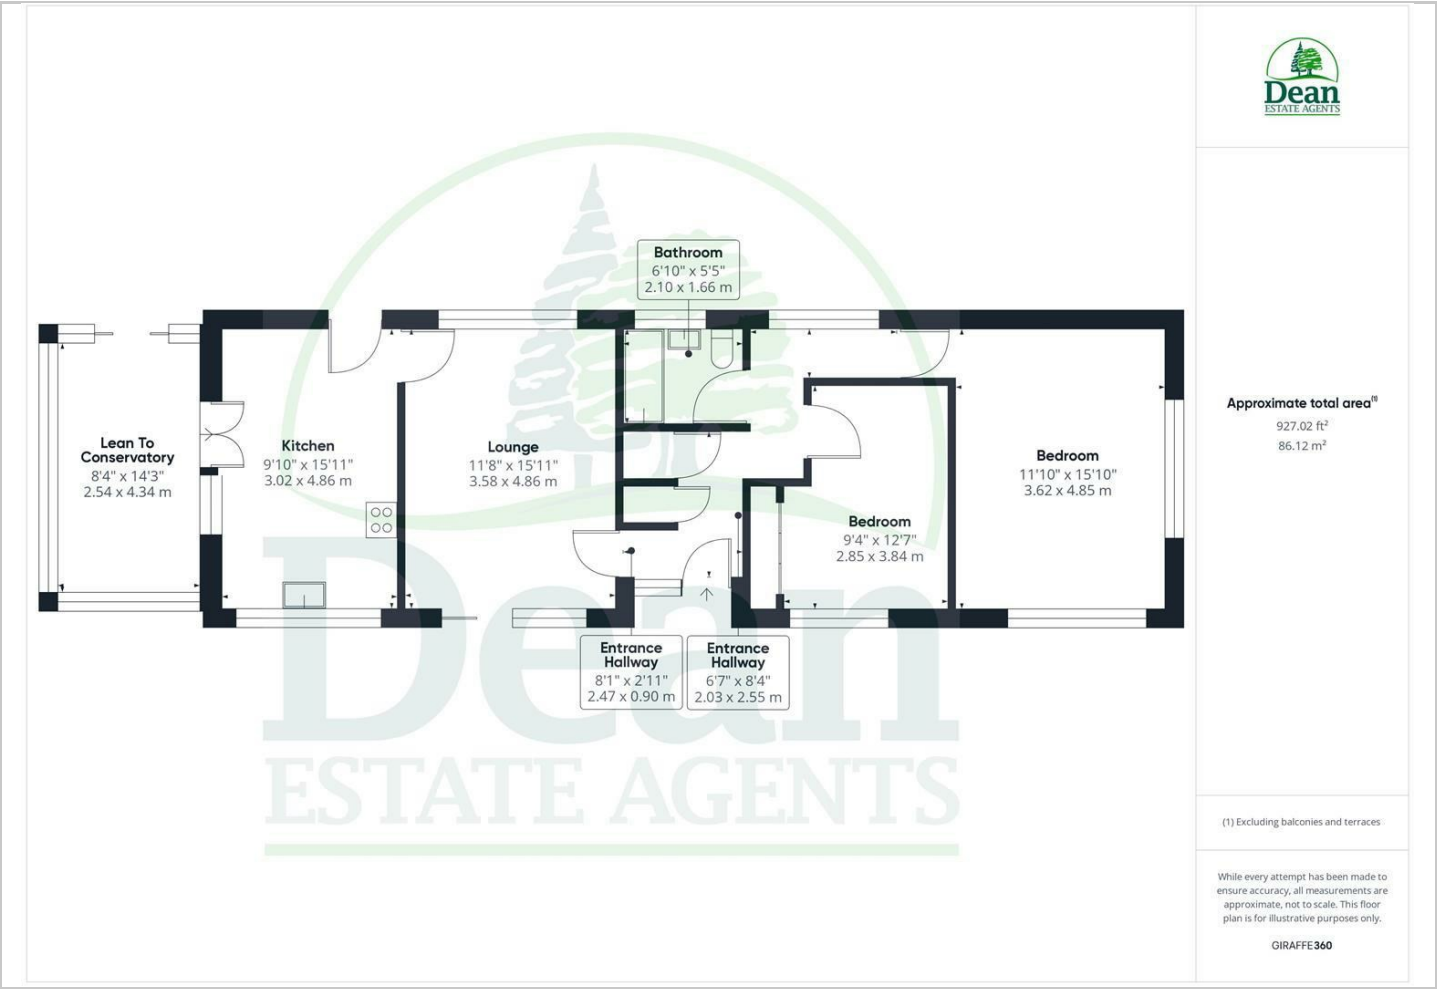 Dean
ESTATE AGENTS
Bathroom
6'10" x 5'5"
2.10 x 1.66 m
Lean To
Conservatory
8'4" x 14'3"
2.54 x 4.34 m
Kitchen
9'10" x 15'11"
3.02 x 4.86 m
Lounge
11'8" x 15'11"
3.58 x 4.86 m
Bedroom
9'4" x 12'7"
2.85 x 3.84 m
Bedroom
11'10" x 15'10"
3.62 x 4.85 m
Entrance
Hallway
8'1" x 2'11"
2.47 x 0.90 m
Entrance
Hallway
6'7" x 8'4"
2.03 x 2.55 m
Dean
ESTATE AGENTS
Approximate total area⁽¹⁾
927.02 ft²
86.12 m²
(1) Excluding balconies and terraces
While every attempt has been made to
ensure accuracy, all measurements are
approximate, not to scale. This floor
plan is for illustrative purposes only.
GIRAFFE360